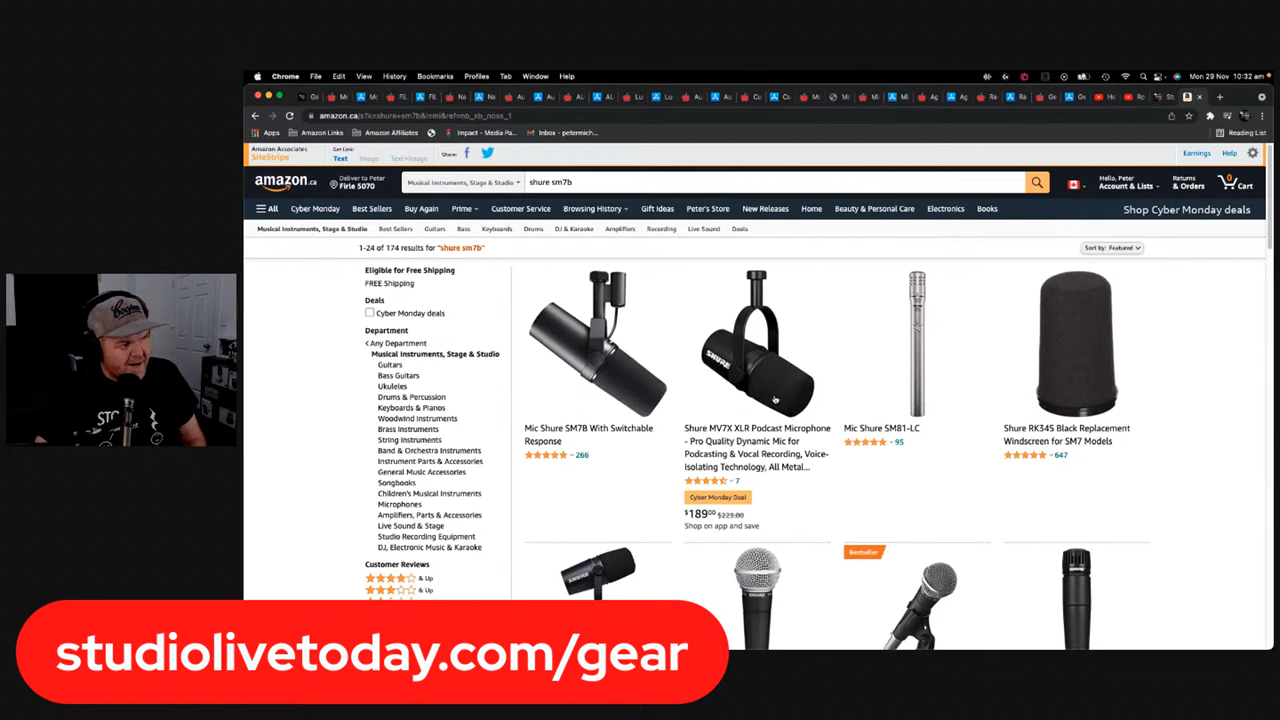 Chrome File Edit View History Bookmarks Profiles Tab Window Help
Mon 29 Nov 10:32 am
amazon.ca/s?k=shure+sm7b&i=mi&ref=nb_sb_noss_1
Apps Amazon Links Amazon Affiliates Impact - Media Pa... Inbox - petermich... Reading List
Amazon Associates
SiteStripe
Get Link:
Text Image Text+Image
Share:
Earnings Help
amazon.ca
Deliver to Peter
Firle 5070
Musical Instruments, Stage & Studio
shure sm7b
Hello, Peter
Account & Lists
Returns
& Orders
0
Cart
All Cyber Monday Best Sellers Buy Again Prime Customer Service Browsing History Gift Ideas Peter's Store New Releases Home Beauty & Personal Care Electronics Books Shop Cyber Monday deals
Musical Instruments, Stage & Studio Best Sellers Guitars Bass Keyboards Drums DJ & Karaoke Amplifiers Recording Live Sound Deals
1-24 of 174 results for "shure sm7b"
Sort by: Featured
Eligible for Free Shipping
FREE Shipping
Deals
Cyber Monday deals
Department
Any Department
Musical Instruments, Stage & Studio
Guitars
Bass Guitars
Ukuleles
Drums & Percussion
Keyboards & Pianos
Woodwind Instruments
Brass Instruments
String Instruments
Band & Orchestra Instruments
Instrument Parts & Accessories
General Music Accessories
Songbooks
Children's Musical Instruments
Microphones
Amplifiers, Parts & Accessories
Live Sound & Stage
Studio Recording Equipment
DJ, Electronic Music & Karaoke
Customer Reviews
& Up
& Up
Mic Shure SM7B With Switchable
Response
266
SHURE
Shure MV7X XLR Podcast Microphone
- Pro Quality Dynamic Mic for
Podcasting & Vocal Recording, Voice-
Isolating Technology, All Metal...
7
Cyber Monday Deal
$189.00 $229.00
Shop on app and save
Mic Shure SM81-LC
95
Shure RK345 Black Replacement
Windscreen for SM7 Models
647
SHURE
Bestseller
studiolivetoday.com/gear